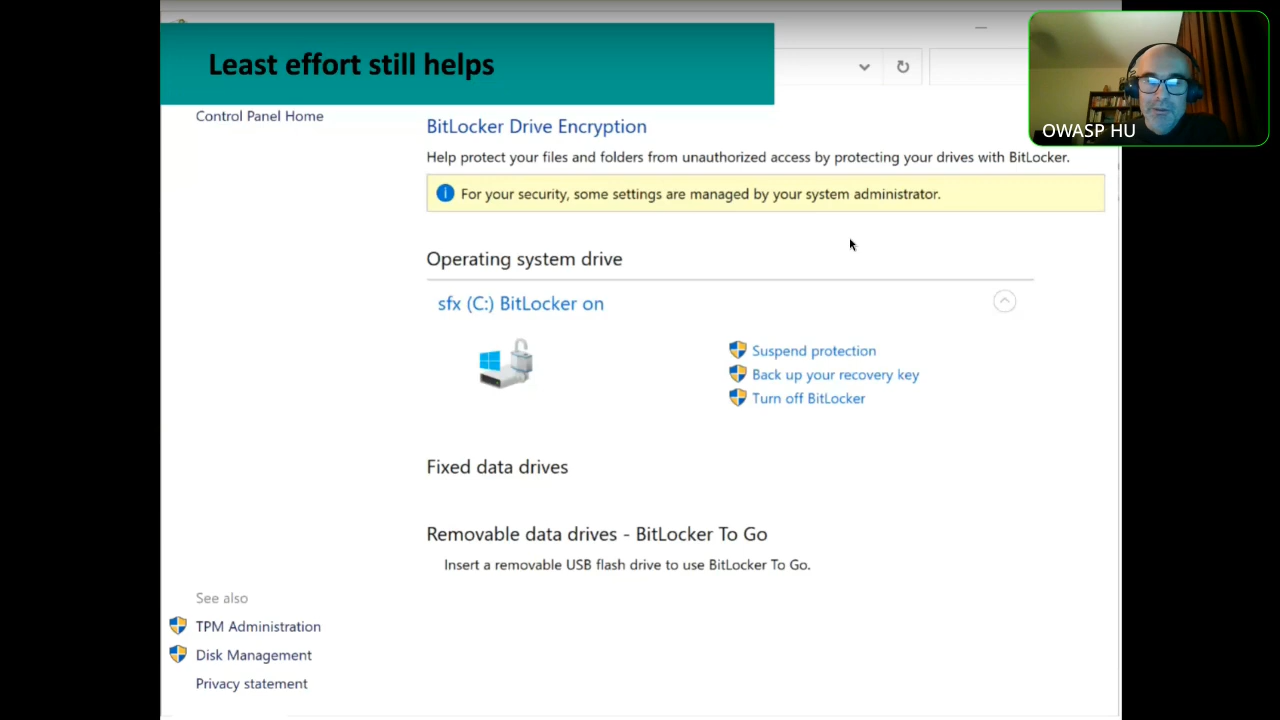 Least effort still helps
OWASP HU
Control Panel Home
BitLocker Drive Encryption
Help protect your files and folders from unauthorized access by protecting your drives with BitLocker.
For your security, some settings are managed by your system administrator.
Operating system drive
sfx (C:) BitLocker on
Suspend protection
Back up your recovery key
Turn off BitLocker
Fixed data drives
Removable data drives - BitLocker To Go
Insert a removable USB flash drive to use BitLocker To Go.
See also
TPM Administration
Disk Management
Privacy statement